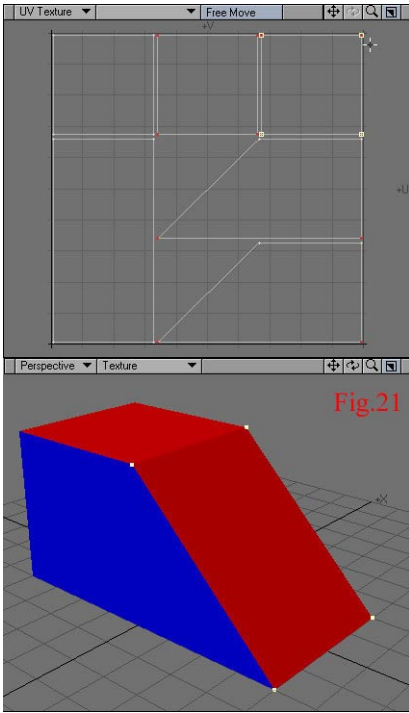 UV Texture Free Move
+V
+U
Perspective Texture
Fig.21
+X